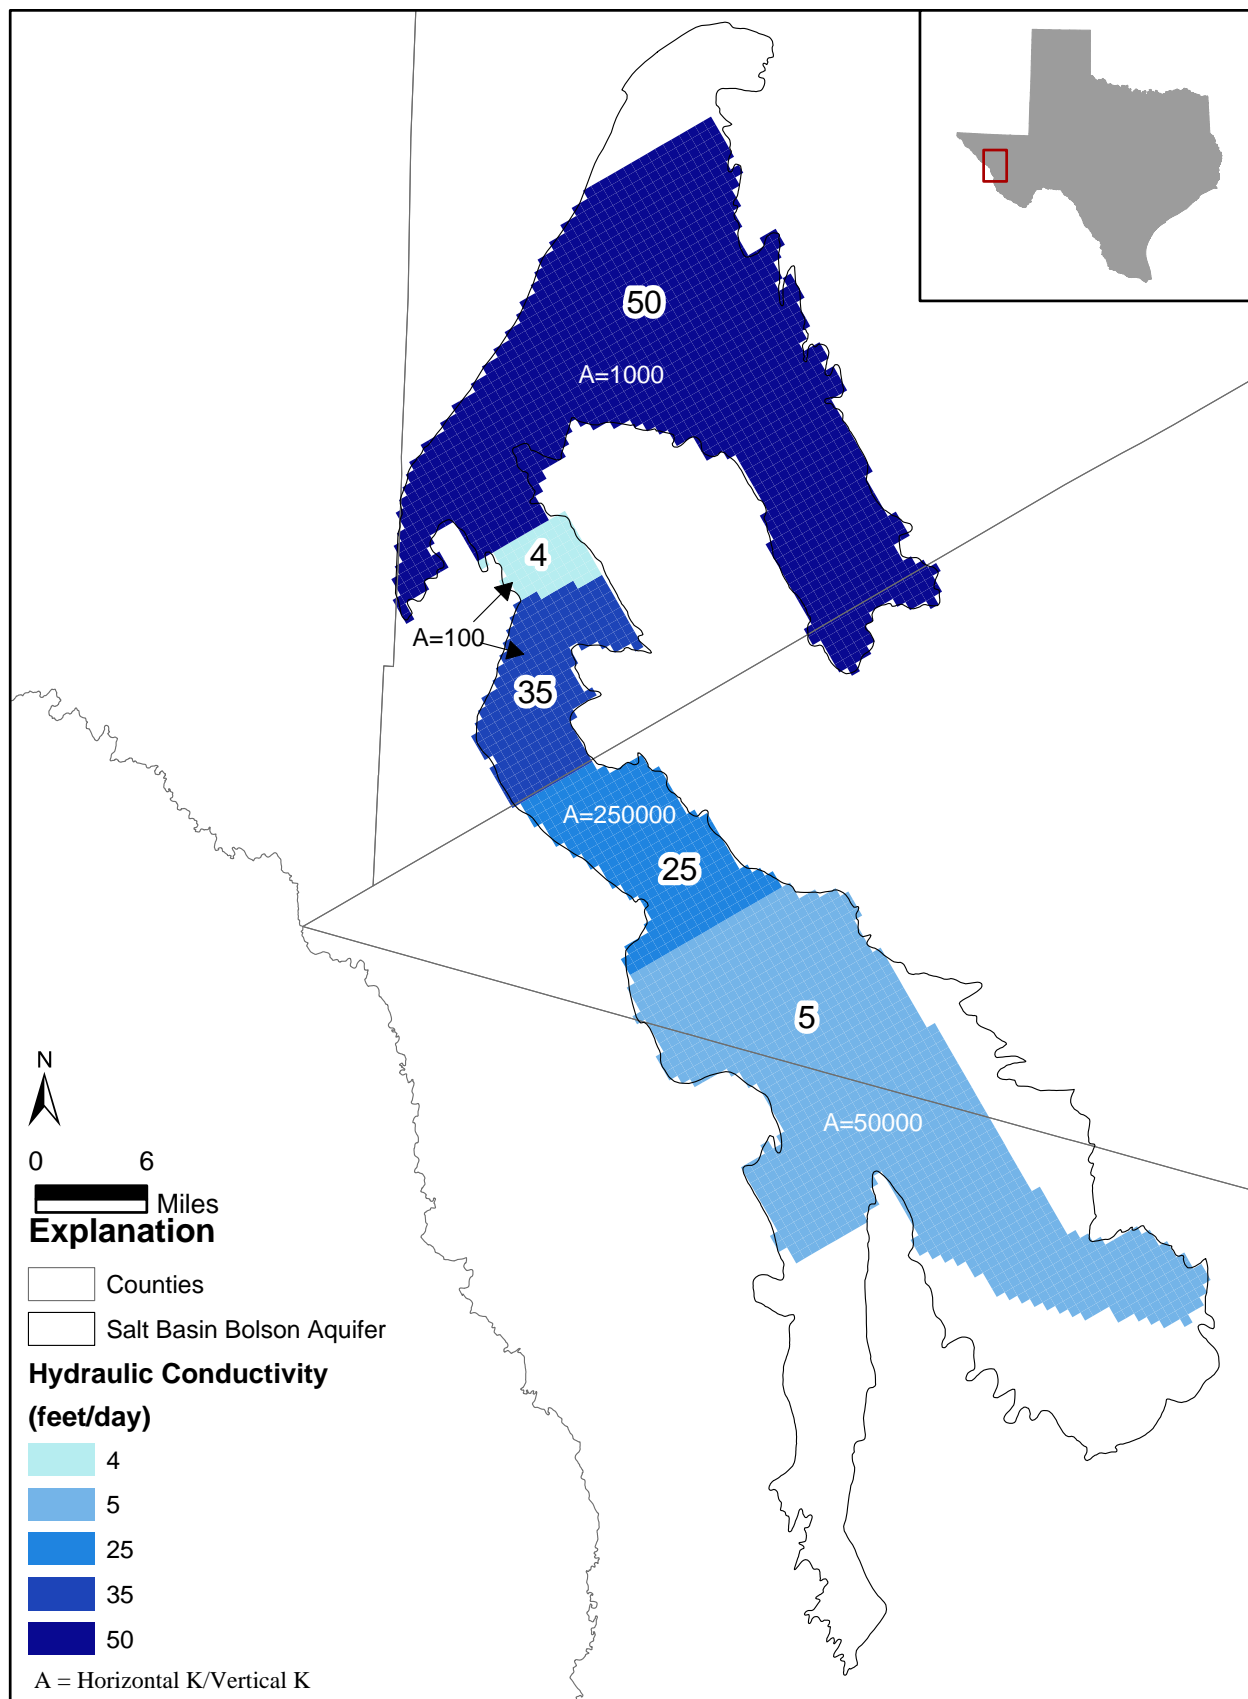 50
A=1000
4
A=100
35
A=250000
25
5
A=50000
N
0 6
Miles
Explanation
Counties
Salt Basin Bolson Aquifer
Hydraulic Conductivity
(feet/day)
4
5
25
35
50
A = Horizontal K/Vertical K